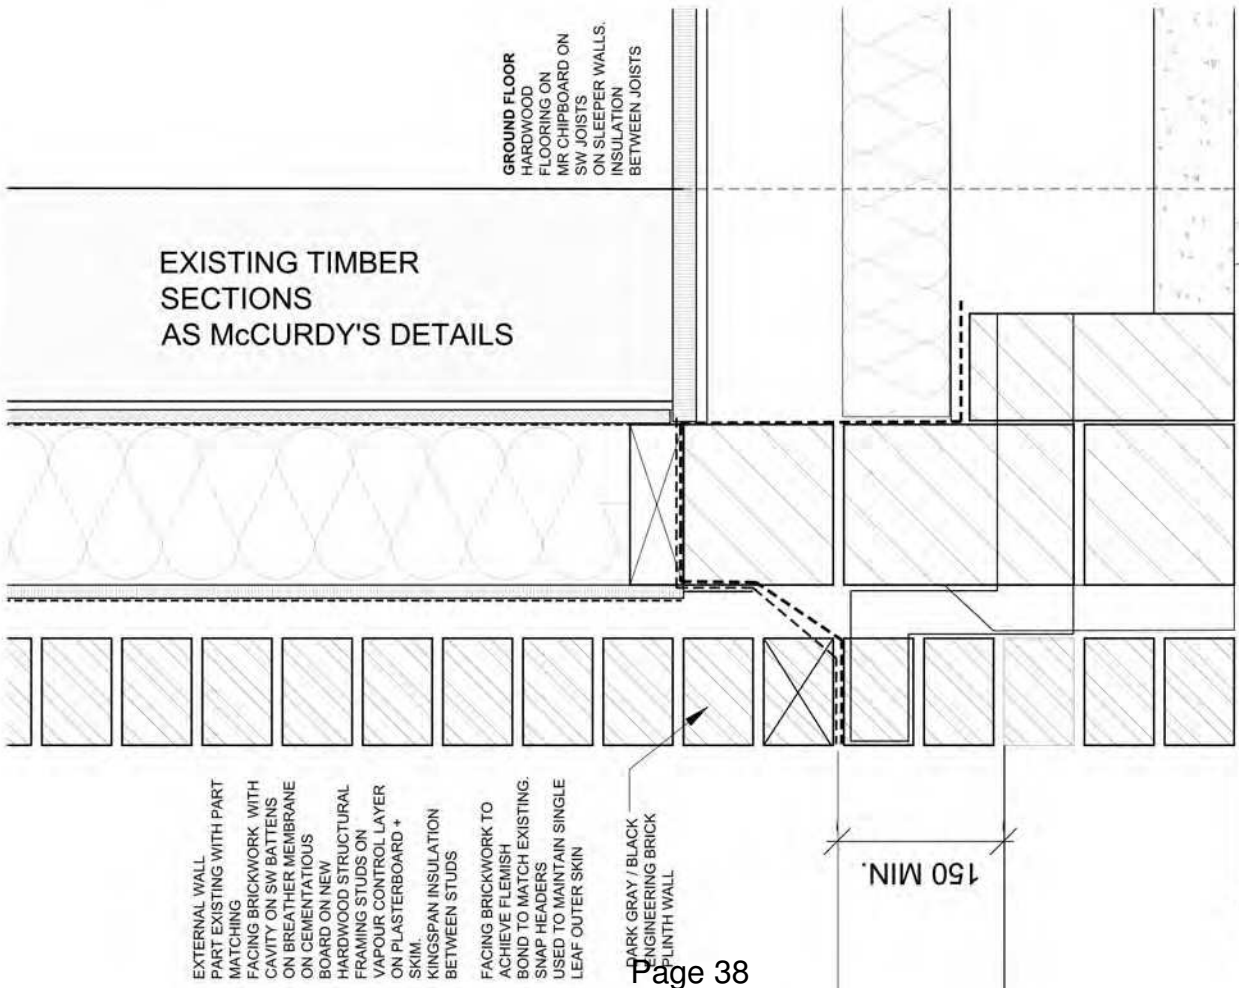 GROUND FLOOR
HARDWOOD
FLOORING ON
MR CHIPBOARD ON
SW JOISTS
ON SLEEPER WALLS.
INSULATION
BETWEEN JOISTS
EXISTING TIMBER
SECTIONS
AS McCURDY'S DETAILS
EXTERNAL WALL
PART EXISTING WITH PART
MATCHING
FACING BRICKWORK WITH
CAVITY ON SW BATTENS
ON BREATHER MEMBRANE
ON CEMENTATIOUS
BOARD ON NEW
HARDWOOD STRUCTURAL
FRAMING STUDS ON
VAPOUR CONTROL LAYER
ON PLASTERBOARD +
SKIM.
KINGSPAN INSULATION
BETWEEN STUDS
FACING BRICKWORK TO
ACHIEVE FLEMISH
BOND TO MATCH EXISTING.
SNAP HEADERS
USED TO MAINTAIN SINGLE
LEAF OUTER SKIN
DARK GRAY / BLACK
ENGINEERING BRICK
PLINTH WALL
150 MIN.
Page 38